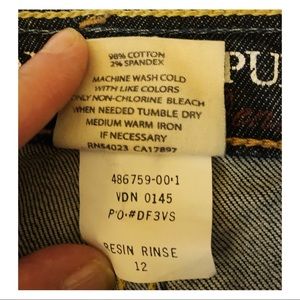 98% COTTON
2% SPANDEX
MACHINE WASH COLD
WITH LIKE COLORS
ONLY NON-CHLORINE BLEACH
WHEN NEEDED TUMBLE DRY
MEDIUM WARM IRON
IF NECESSARY
RN54023 CA17897
PU
486759-00-1
VDN 0145
P.O.#DF3VS
RESIN RINSE
12